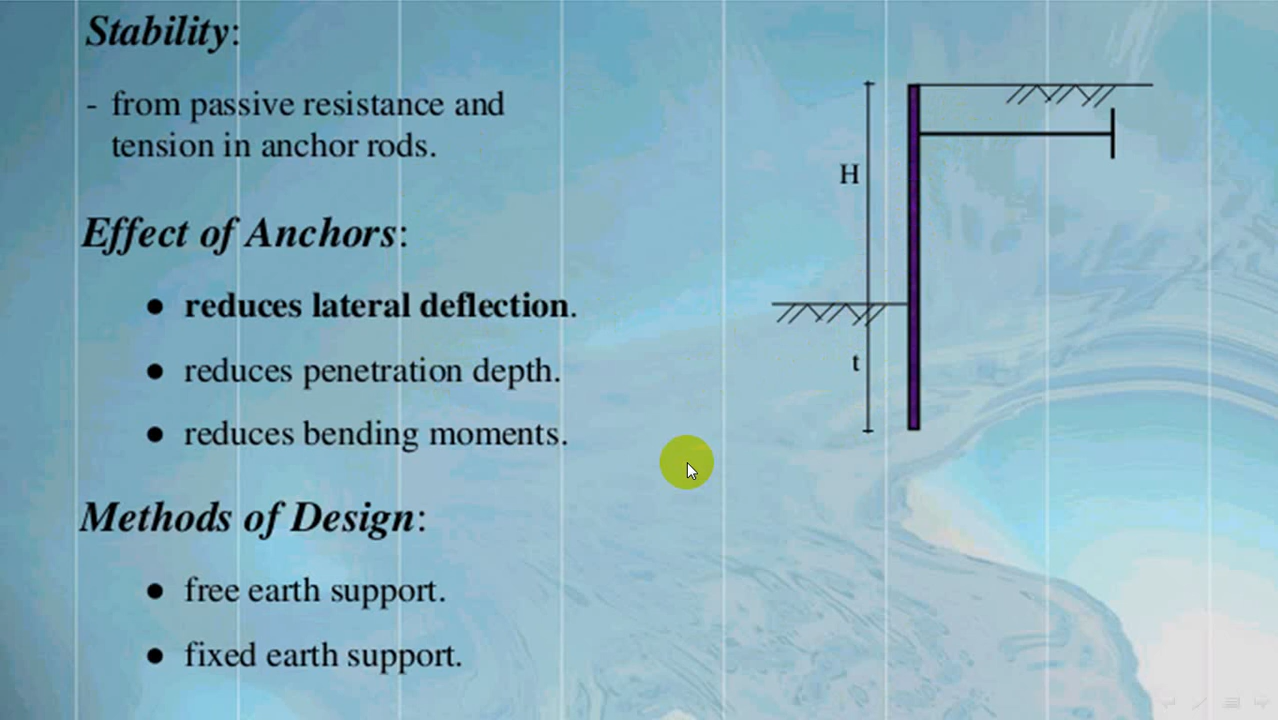 Stability:
- from passive resistance and
tension in anchor rods.
Effect of Anchors:
● reduces lateral deflection.
● reduces penetration depth.
● reduces bending moments.
Methods of Design:
● free earth support.
● fixed earth support.
H
t